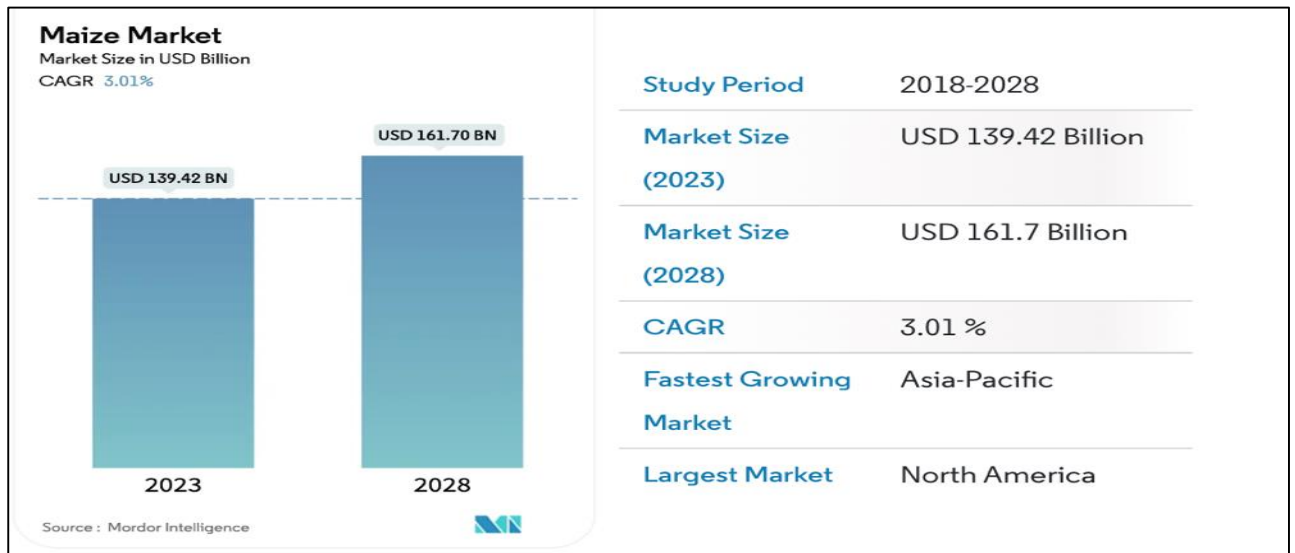 Maize Market
Market Size in USD Billion
CAGR 3.01%
USD 161.70 BN
USD 139.42 BN
2023
2028
Source : Mordor Intelligence
Study Period 2018-2028
Market Size USD 139.42 Billion
(2023)
Market Size USD 161.7 Billion
(2028)
CAGR 3.01 %
Fastest Growing Asia-Pacific
Market
Largest Market North America